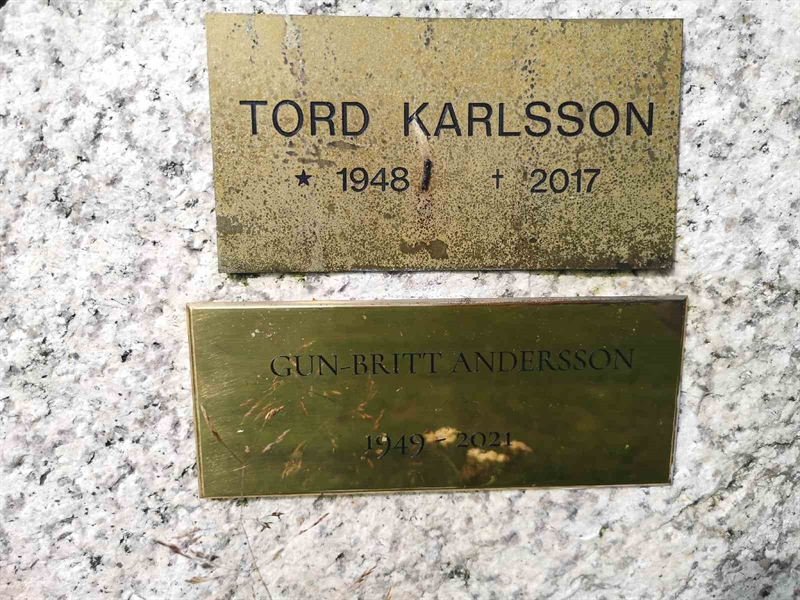 TORD KARLSSON
★ 1948 † 2017
GUN-BRITT ANDERSSON
1949 - 2021